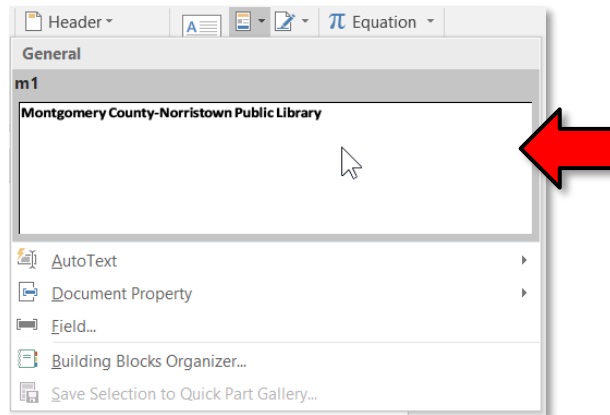 Header
A
π Equation
General
m1
Montgomery County-Norristown Public Library
AutoText
Document Property
Field...
Building Blocks Organizer...
Save Selection to Quick Part Gallery...